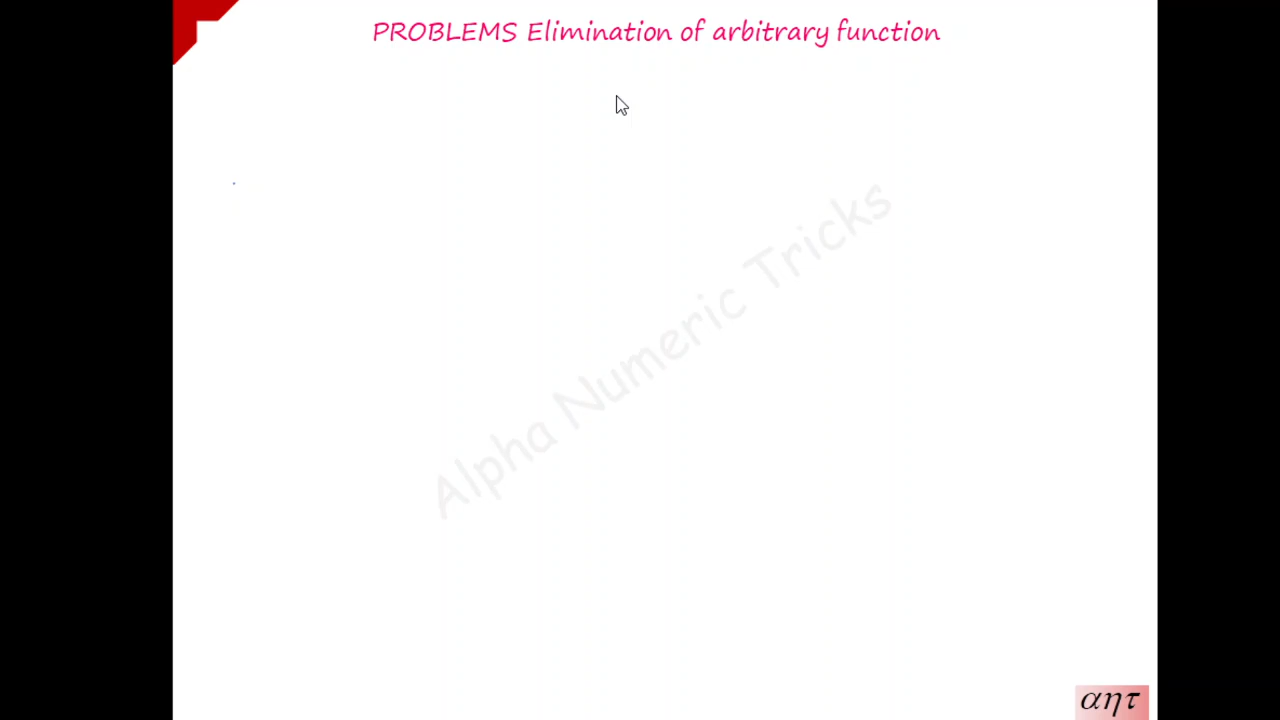 PROBLEMS Elimination of arbitrary function
Alpha Numeric Tricks
αητ